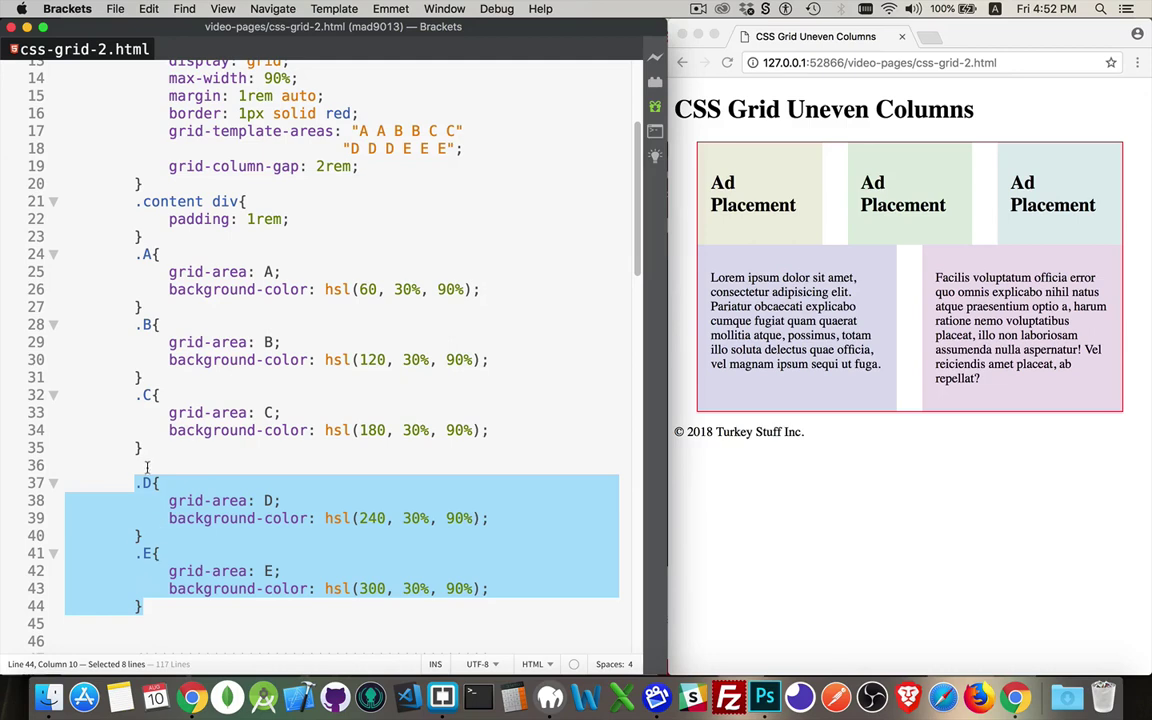 Brackets File Edit View Navigate Template Emmet Window Debug Help 100% Fri 4:52 PM
video-pages/css-grid-2.html (mad9013) — Brackets
css-grid-2.html
13 display: grid;
14 max-width: 90%;
15 margin: 1rem auto;
16 border: 1px solid red;
17 grid-template-areas: "A A B B C C"
18 "D D D E E E";
19 grid-column-gap: 2rem;
20 }
21 .content div{
22 padding: 1rem;
23 }
24 .A{
25 grid-area: A;
26 background-color: hsl(60, 30%, 90%);
27 }
28 .B{
29 grid-area: B;
30 background-color: hsl(120, 30%, 90%);
31 }
32 .C{
33 grid-area: C;
34 background-color: hsl(180, 30%, 90%);
35 }
36
37 .D{
38 grid-area: D;
39 background-color: hsl(240, 30%, 90%);
40 }
41 .E{
42 grid-area: E;
43 background-color: hsl(300, 30%, 90%);
44 }
45
46
Line 44, Column 10 — Selected 8 lines — 117 Lines INS UTF-8 HTML Spaces: 4
CSS Grid Uneven Columns
127.0.0.1:52866/video-pages/css-grid-2.html
CSS Grid Uneven Columns
Ad
Placement
Ad
Placement
Ad
Placement
Lorem ipsum dolor sit amet,
consectetur adipisicing elit.
Pariatur obcaecati explicabo
cumque fugiat quam quaerat
mollitia atque, possimus, totam
illo soluta delectus quae officia,
vel magnam ipsum sequi ut fuga.
Facilis voluptatum officia error
quo omnis explicabo nihil natus
atque praesentium optio a, harum
ratione nemo voluptatibus
placeat, illo non laboriosam
assumenda nulla aspernatur! Vel
reiciendis amet placeat, ab
repellat?
© 2018 Turkey Stuff Inc.
AUG
10